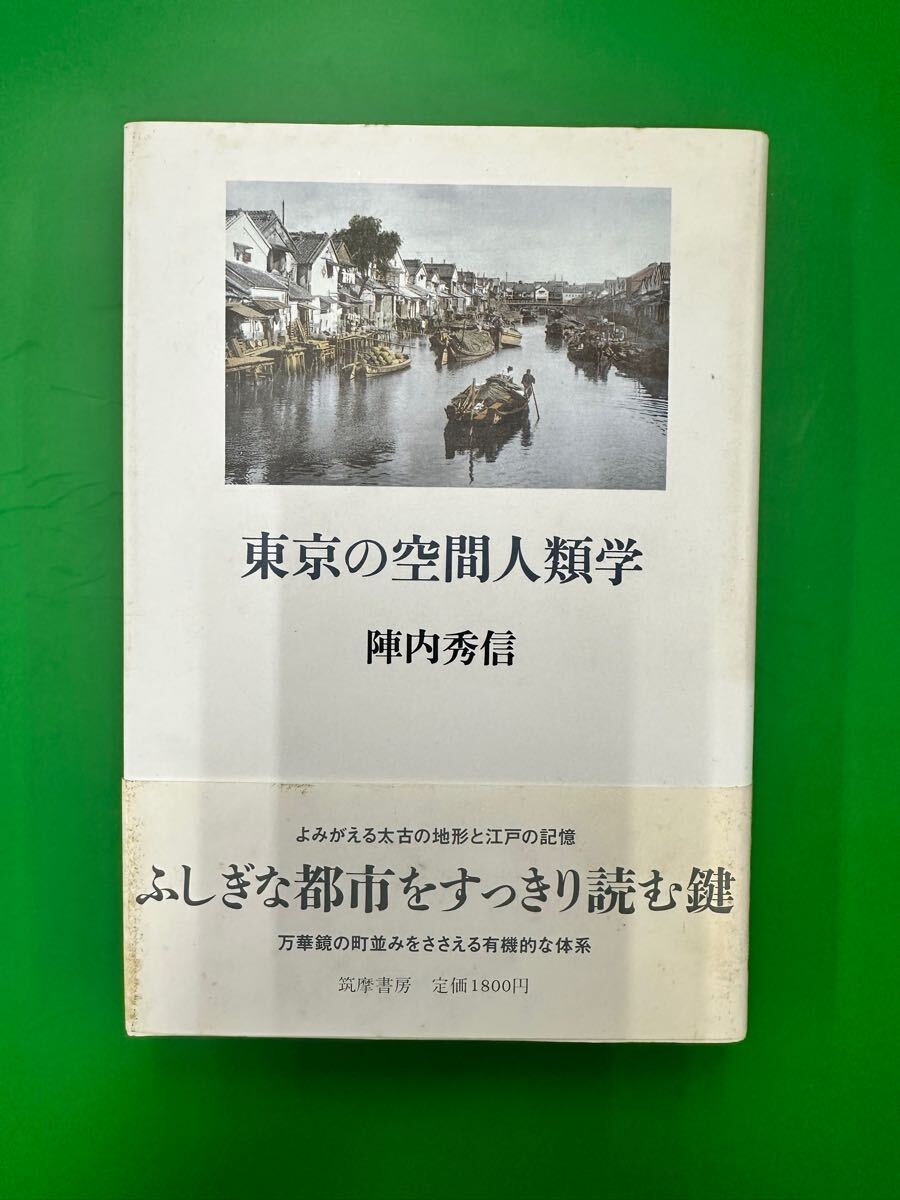 東京の空間人類学
陣内秀信
よみがえる太古の地形と江戸の記憶
ふしぎな都市をすっきり読む鍵
万華鏡の町並みをささえる有機的な体系
筑摩書房 定価1800円